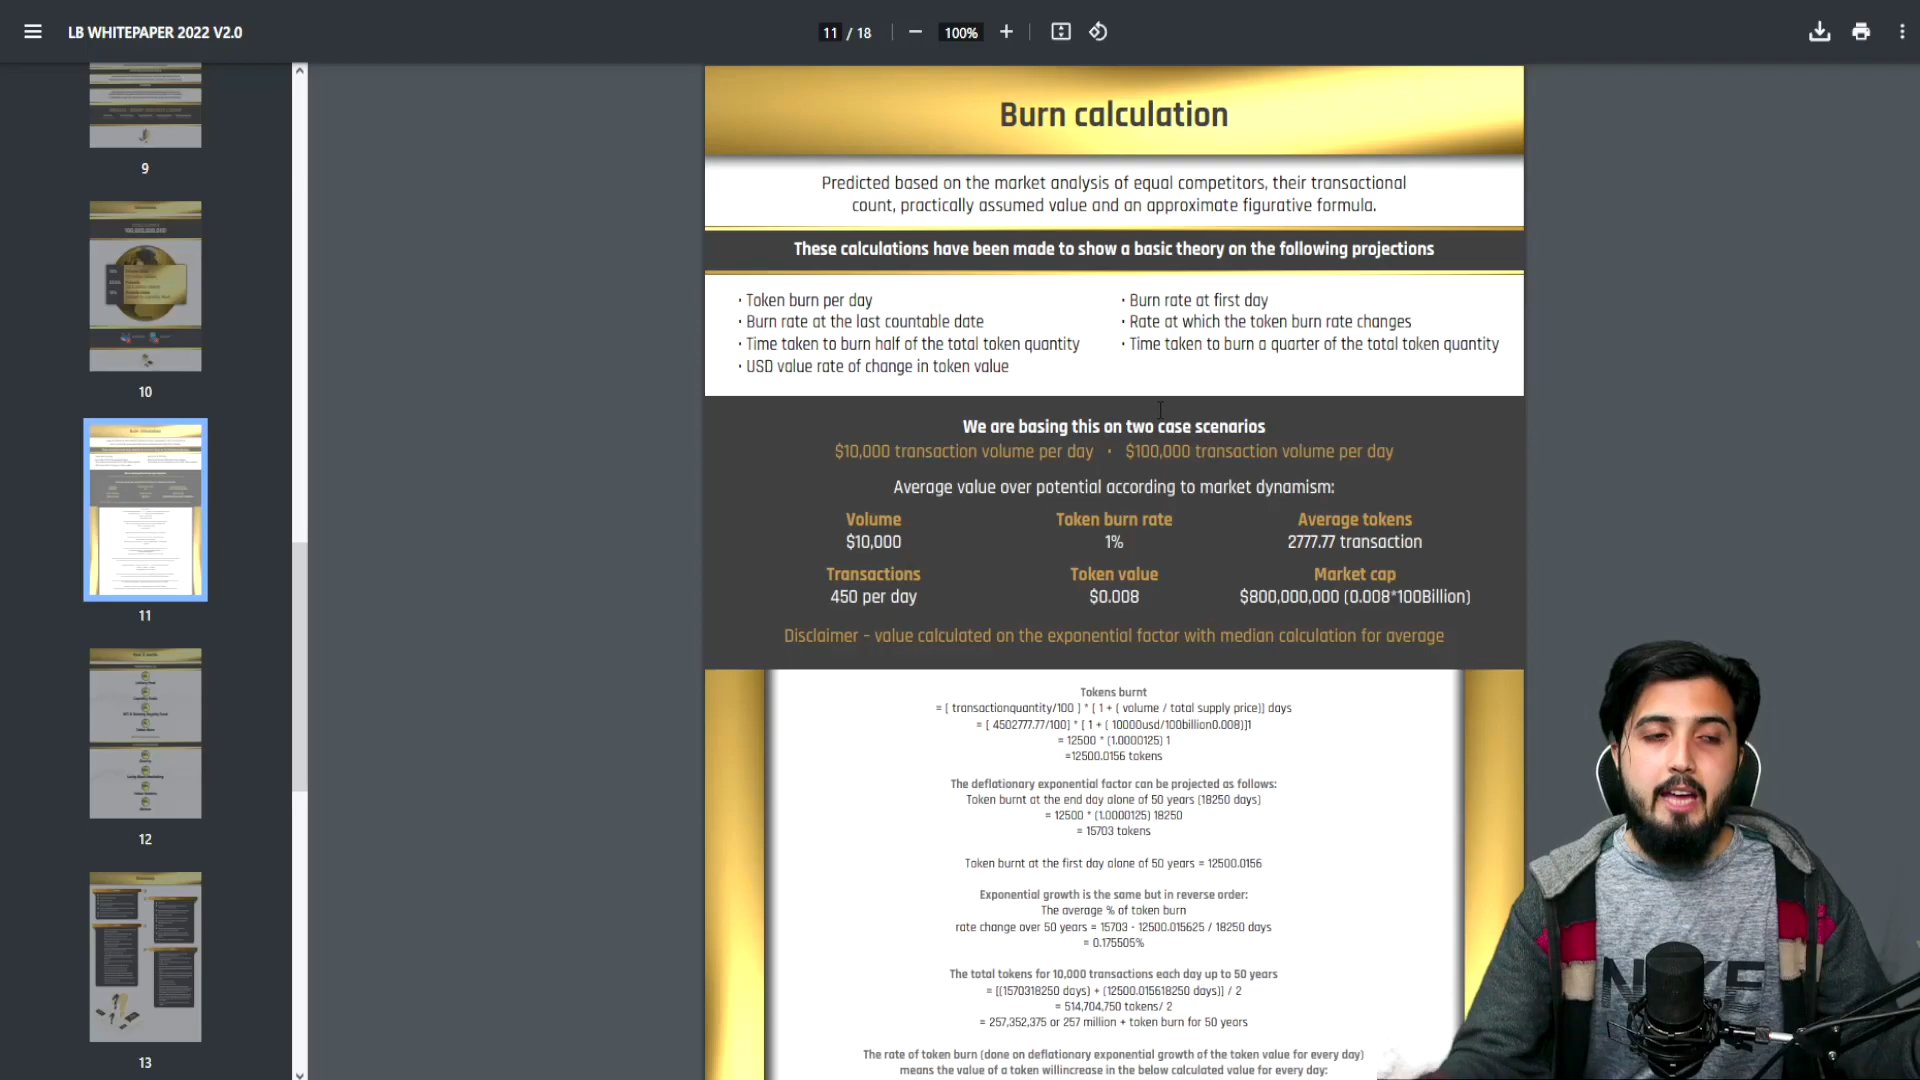 LB WHITEPAPER 2022 V2.0
11 / 18
100%
9
10
11
12
13
Burn calculation
Predicted based on the market analysis of equal competitors, their transactional
count, practically assumed value and an approximate figurative formula.
These calculations have been made to show a basic theory on the following projections
· Token burn per day
· Burn rate at the last countable date
· Time taken to burn half of the total token quantity
· USD value rate of change in token value
· Burn rate at first day
· Rate at which the token burn rate changes
· Time taken to burn a quarter of the total token quantity
We are basing this on two case scenarios
$10,000 transaction volume per day · $100,000 transaction volume per day
Average value over potential according to market dynamism:
Volume Token burn rate Average tokens
$10,000 1% 2777.77 transaction
Transactions Token value Market cap
450 per day $0.008 $800,000,000 (0.008*100Billion)
Disclaimer - value calculated on the exponential factor with median calculation for average
Tokens burnt
= [ transactionquantity/100 ] * [ 1 + ( volume / total supply price)] days
= [ 4502777.77/100] * [ 1 + ( 10000usd/100billion0.008)]1
= 12500 * (1.0000125) 1
=12500.0156 tokens
The deflationary exponential factor can be projected as follows:
Token burnt at the end day alone of 50 years (18250 days)
= 12500 * (1.0000125) 18250
= 15703 tokens
Token burnt at the first day alone of 50 years = 12500.0156
Exponential growth is the same but in reverse order:
The average % of token burn
rate change over 50 years = 15703 - 12500.015625 / 18250 days
= 0.175505%
The total tokens for 10,000 transactions each day up to 50 years
= [(1570318250 days) + (12500.015618250 days)] / 2
= 514,704,750 tokens/ 2
= 257,352,375 or 257 million + token burn for 50 years
The rate of token burn (done on deflationary exponential growth of the token value for every day)
means the value of a token willincrease in the below calculated value for every day:
NIKE